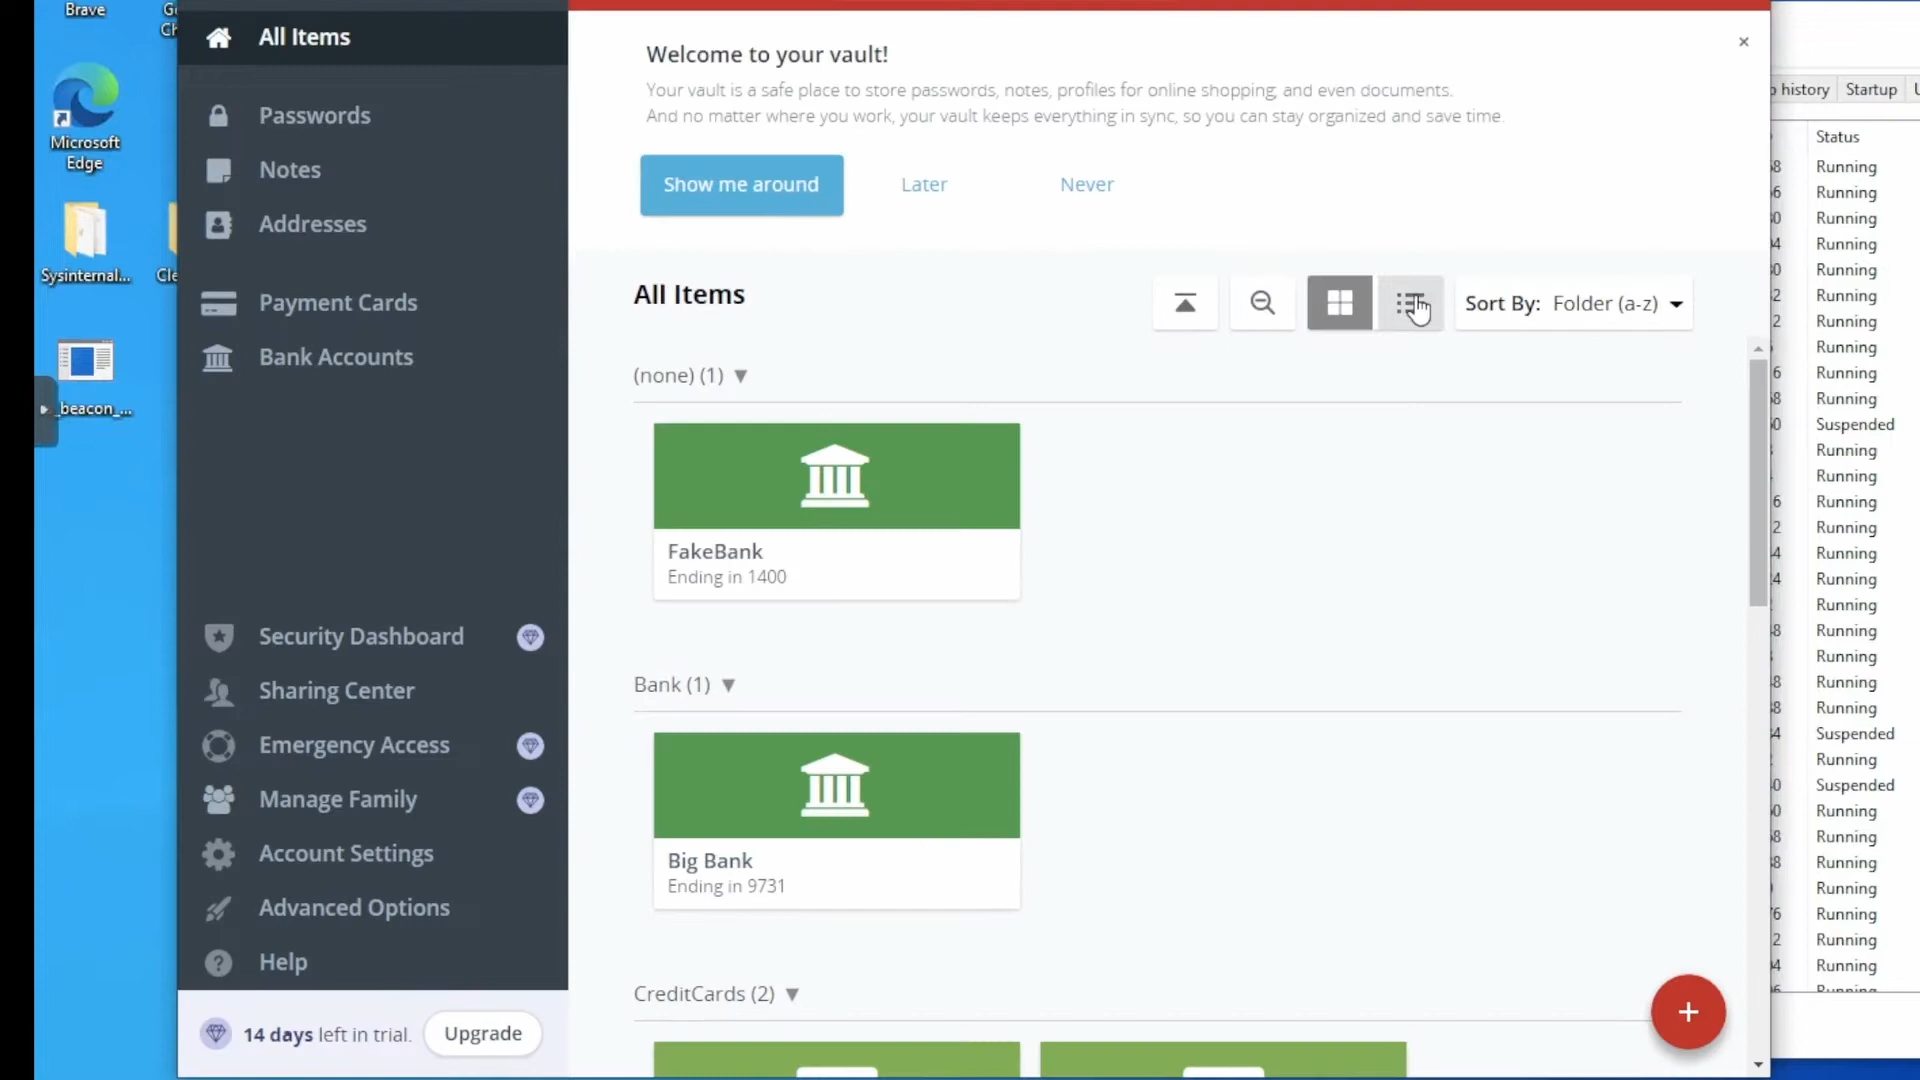 Brave
All Items
Microsoft
Edge
Sysinternal...
_beacon_...
Passwords
Notes
Addresses
Payment Cards
Bank Accounts
Security Dashboard
Sharing Center
Emergency Access
Manage Family
Account Settings
Advanced Options
Help
14 days left in trial.
Upgrade
Welcome to your vault!
Your vault is a safe place to store passwords, notes, profiles for online shopping, and even documents.
And no matter where you work, your vault keeps everything in sync, so you can stay organized and save time.
Show me around
Later
Never
All Items
Sort By: Folder (a-z)
(none) (1)
FakeBank
Ending in 1400
Bank (1)
Big Bank
Ending in 9731
CreditCards (2)
history
Startup
Status
Running
Running
Running
Running
Running
Running
Running
Running
Running
Running
Suspended
Running
Running
Running
Running
Running
Running
Running
Running
Running
Running
Running
Suspended
Running
Suspended
Running
Running
Running
Running
Running
Running
Running
Running